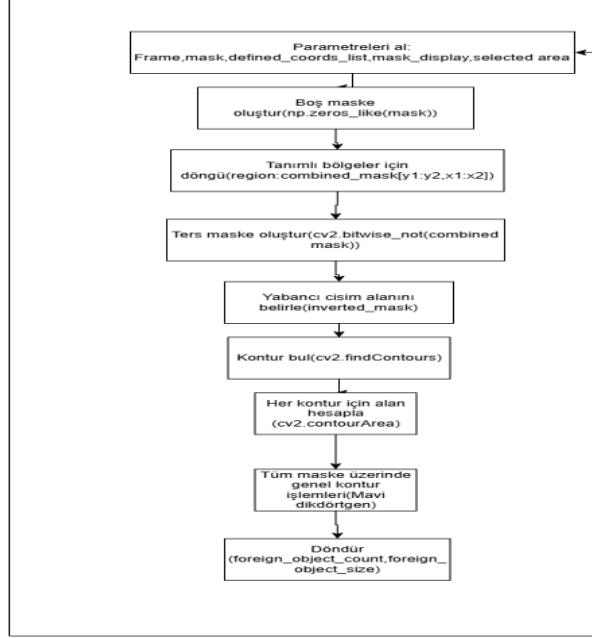 Parametreleri al:
Frame,mask,defined_coords_list,mask_display,selected area
Boş maske
oluştur(np.zeros_like(mask))
Tanımlı bölgeler için
döngü(region:combined_mask[y1:y2,x1:x2])
Ters maske oluştur(cv2.bitwise_not(combined
mask))
Yabancı cisim alanını
belirle(inverted_mask)
Kontur bul(cv2.findContours)
Her kontur için alan
hesapla
(cv2.contourArea)
Tüm maske üzerinde
genel kontur
işlemleri(Mavi
dikdörtgen)
Döndür
(foreign_object_count,foreign_
object_size)